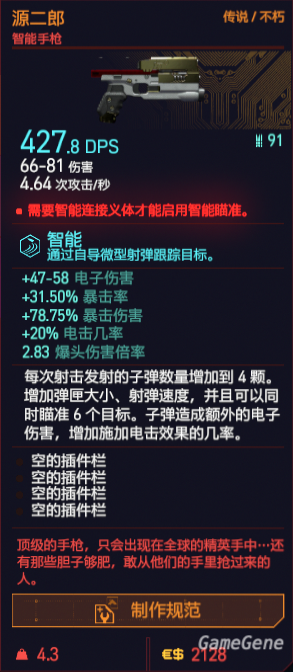 源二郎
传说 / 不朽
智能手枪
427.8 DPS
91
66-81 伤害
4.64 次攻击/秒
需要智能连接义体才能启用智能瞄准。
智能
通过自导微型射弹跟踪目标。
+47-58 电子伤害
+31.50% 暴击率
+78.75% 暴击伤害
+20% 电击几率
2.83 爆头伤害倍率
每次射击发射的子弹数量增加到 4 颗。
增加弹匣大小、射弹速度，并且可以同
时瞄准 6 个目标。子弹造成额外的电子
伤害，增加施加电击效果的几率。
空的插件栏
空的插件栏
空的插件栏
空的插件栏
顶级的手枪，只会出现在全球的精英手中…还
有那些胆子够肥，敢从他们的手里抢过来的
人。
制作规范
4.3
€$ 2128
GameGene